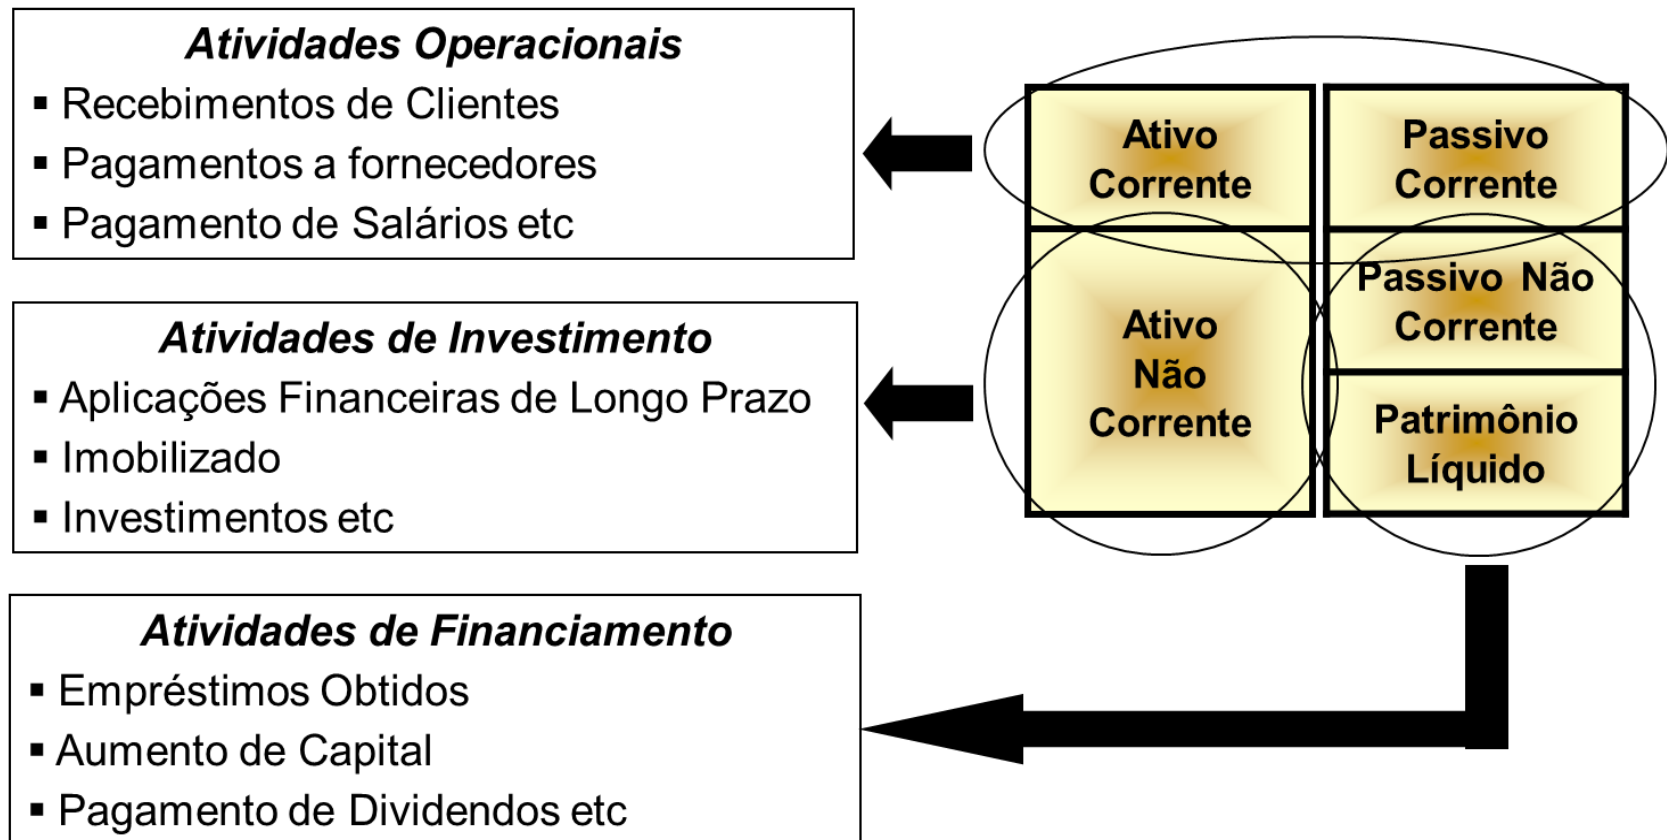 Atividades Operacionais
▪ Recebimentos de Clientes
▪ Pagamentos a fornecedores
▪ Pagamento de Salários etc
Atividades de Investimento
▪ Aplicações Financeiras de Longo Prazo
▪ Imobilizado
▪ Investimentos etc
Atividades de Financiamento
▪ Empréstimos Obtidos
▪ Aumento de Capital
▪ Pagamento de Dividendos etc
Ativo
Corrente
Passivo
Corrente
Ativo
Não
Corrente
Passivo Não
Corrente
Patrimônio
Líquido